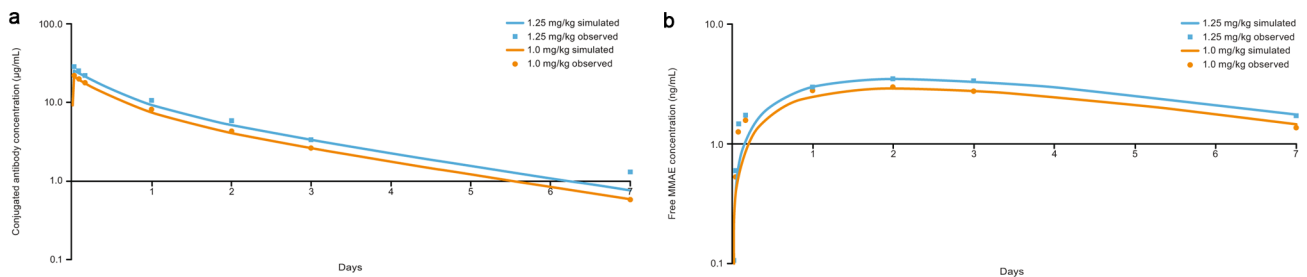 a
100.0
10.0
1.0
0.1
Conjugated antibody concentration (µg/mL)
1
2
3
4
5
6
7
Days
1.25 mg/kg simulated
1.25 mg/kg observed
1.0 mg/kg simulated
1.0 mg/kg observed
b
10.0
1.0
0.1
Free MMAE concentration (ng/mL)
1
2
3
4
5
6
7
Days
1.25 mg/kg simulated
1.25 mg/kg observed
1.0 mg/kg simulated
1.0 mg/kg observed